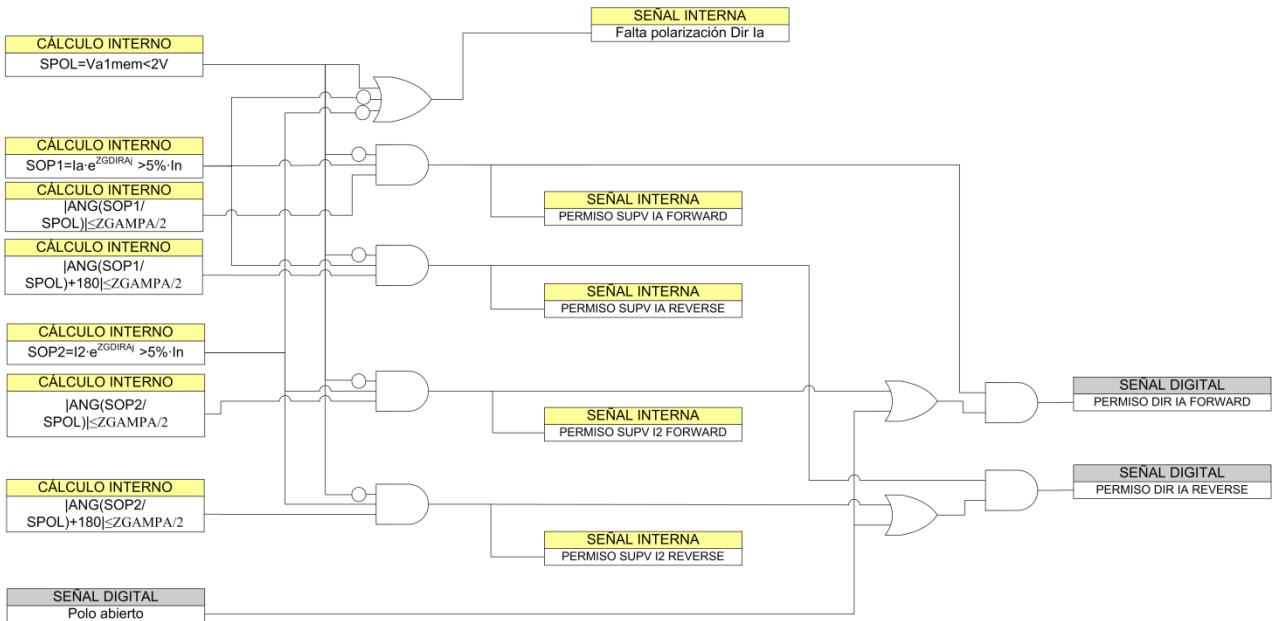 SEÑAL INTERNA
Falta polarización Dir Ia
CÁLCULO INTERNO
SPOL=Va1mem<2V
CÁLCULO INTERNO
SOP1=Ia·e^ZGDIRAj >5%·In
CÁLCULO INTERNO
|ANG(SOP1/
SPOL)|≤ZGAMPA/2
SEÑAL INTERNA
PERMISO SUPV IA FORWARD
CÁLCULO INTERNO
|ANG(SOP1/
SPOL)+180|≤ZGAMPA/2
SEÑAL INTERNA
PERMISO SUPV IA REVERSE
CÁLCULO INTERNO
SOP2=I2·e^ZGDIRAj >5%·In
CÁLCULO INTERNO
|ANG(SOP2/
SPOL)|≤ZGAMPA/2
SEÑAL INTERNA
PERMISO SUPV I2 FORWARD
SEÑAL DIGITAL
PERMISO DIR IA FORWARD
SEÑAL DIGITAL
PERMISO DIR IA REVERSE
CÁLCULO INTERNO
|ANG(SOP2/
SPOL)+180|≤ZGAMPA/2
SEÑAL INTERNA
PERMISO SUPV I2 REVERSE
SEÑAL DIGITAL
Polo abierto